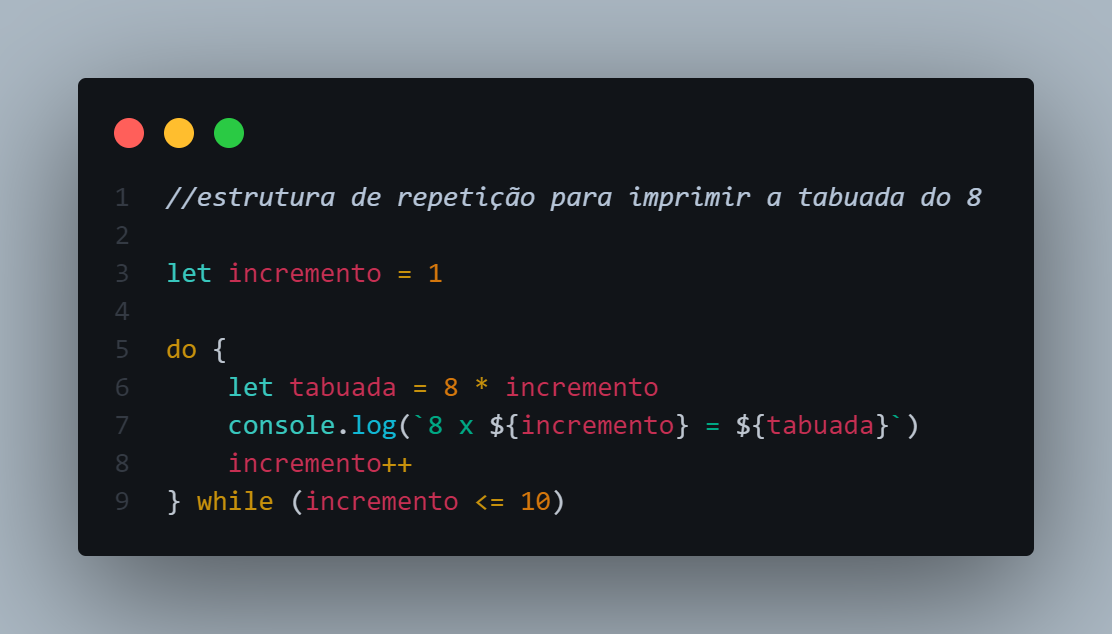 1 //estrutura de repetição para imprimir a tabuada do 8
2
3 let incremento = 1
4
5 do {
6     let tabuada = 8 * incremento
7     console.log(`8 x ${incremento} = ${tabuada}`)
8     incremento++
9 } while (incremento <= 10)